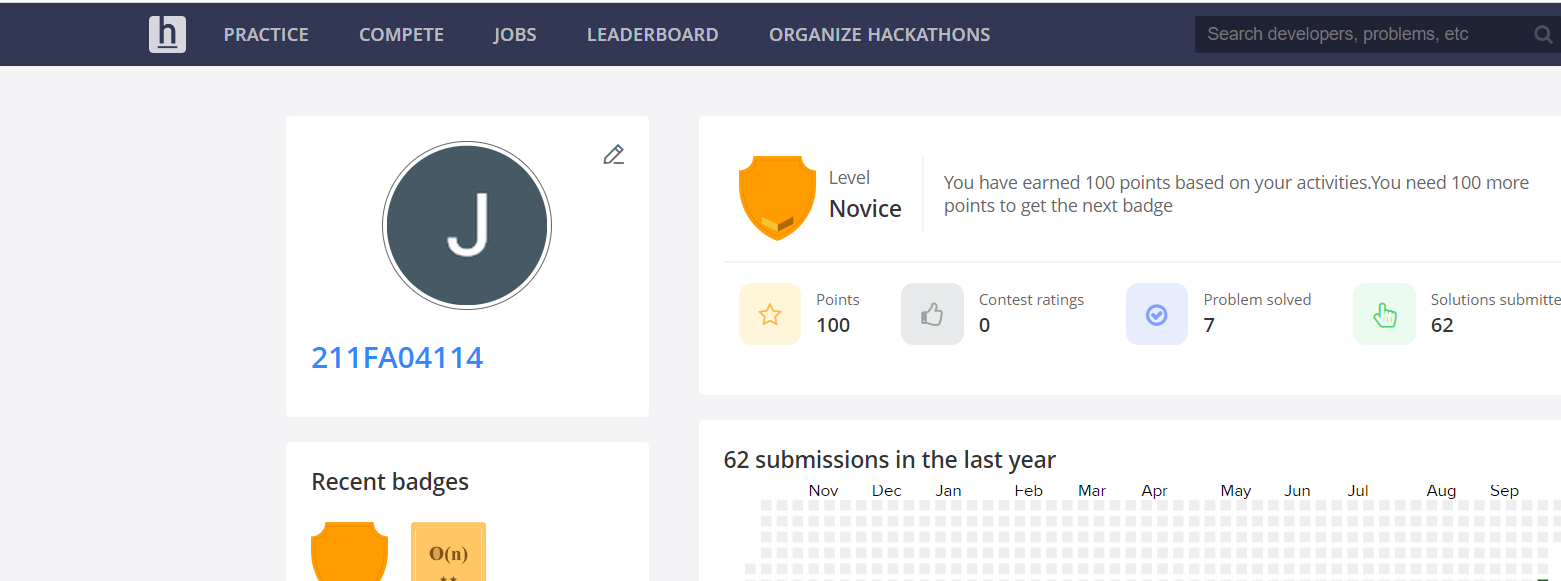 h PRACTICE COMPETE JOBS LEADERBOARD ORGANIZE HACKATHONS Search developers, problems, etc
J
211FA04114
Recent badges
O(n)
Level
Novice
You have earned 100 points based on your activities.You need 100 more
points to get the next badge
Points
100
Contest ratings
0
Problem solved
7
Solutions submitte
62
62 submissions in the last year
Nov Dec Jan Feb Mar Apr May Jun Jul Aug Sep